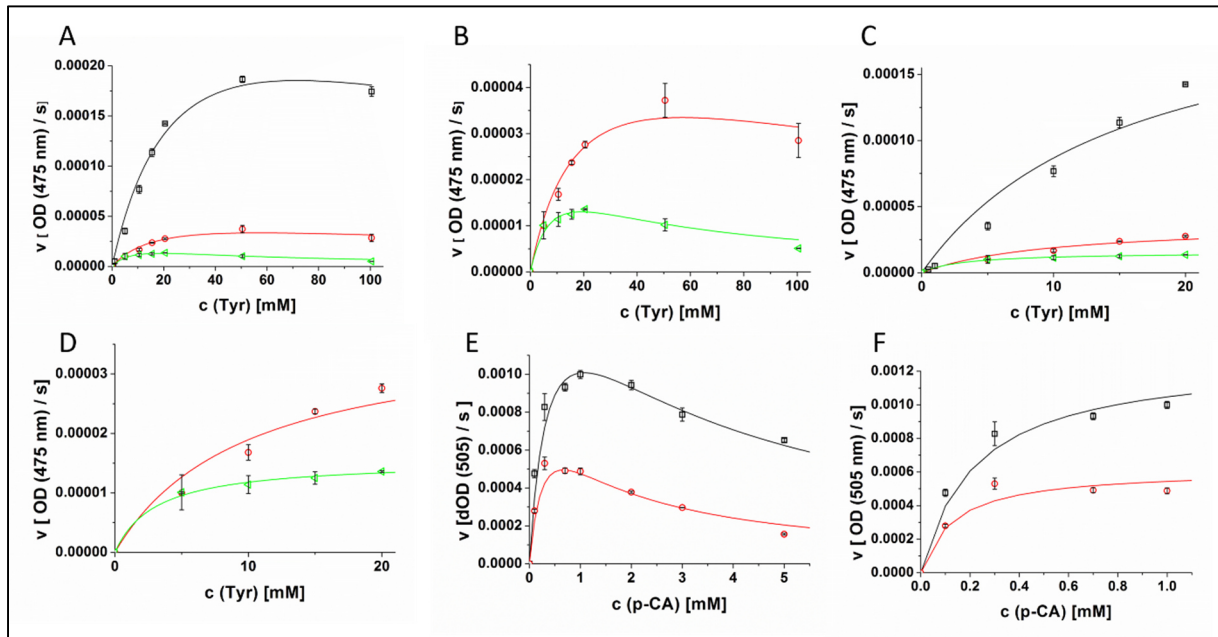 A
v [ OD (475 nm) / s]
0.00020
0.00015
0.00010
0.00005
0.00000
0 20 40 60 80 100
c (Tyr) [mM]
B
v [ OD (475 nm) / s]
0.00004
0.00003
0.00002
0.00001
0.00000
0 20 40 60 80 100
c (Tyr) [mM]
C
v [ OD (475 nm) / s]
0.00015
0.00010
0.00005
0.00000
0 10 20
c (Tyr) [mM]
D
v [ OD (475 nm) / s]
0.00003
0.00002
0.00001
0.00000
0 10 20
c (Tyr) [mM]
E
v [dOD (505) / s ]
0.0010
0.0008
0.0006
0.0004
0.0002
0.0000
0 1 2 3 4 5
c (p-CA) [mM]
F
v [ OD (505 nm) / s]
0.0012
0.0010
0.0008
0.0006
0.0004
0.0002
0.0000
0.0 0.2 0.4 0.6 0.8 1.0
c (p-CA) [mM]